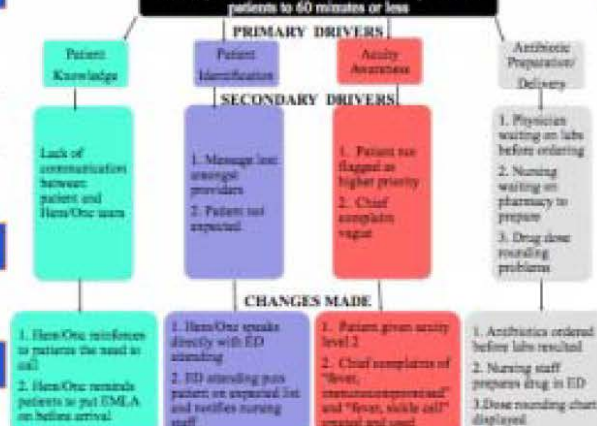 patients to 60 minutes or less
PRIMARY DRIVERS
Patient
Knowledge
Patient
Identification
Acuity
Awareness
Antibiotic
Preparation/
Delivery
SECONDARY DRIVERS
Lack of
communication
between
patient and
Hem/Onc team
1. Message lost
amongst
providers
2. Patient not
expected
1. Patient not
flagged as
higher priority
2. Chief
complaint
vague
1. Physician
waiting on labs
before ordering
2. Nursing
waiting on
pharmacy to
prepare
3. Drug dose
rounding
problems
CHANGES MADE
1. Hem/Onc reinforces
to patients the need to
call
2. Hem/Onc reminds
patients to put EMLA
on before arrival
1. Hem/Onc speaks
directly with ED
attending
2. ED attending puts
patient on expected list
and notifies nursing
staff
1. Patient given acuity
level 2
2. Chief complaints of
"fever,
immunocompromised"
and "fever, sickle cell"
created and used
1. Antibiotics ordered
before labs resulted
2. Nursing staff
prepares drug in ED
3.Dose rounding chart
displayed